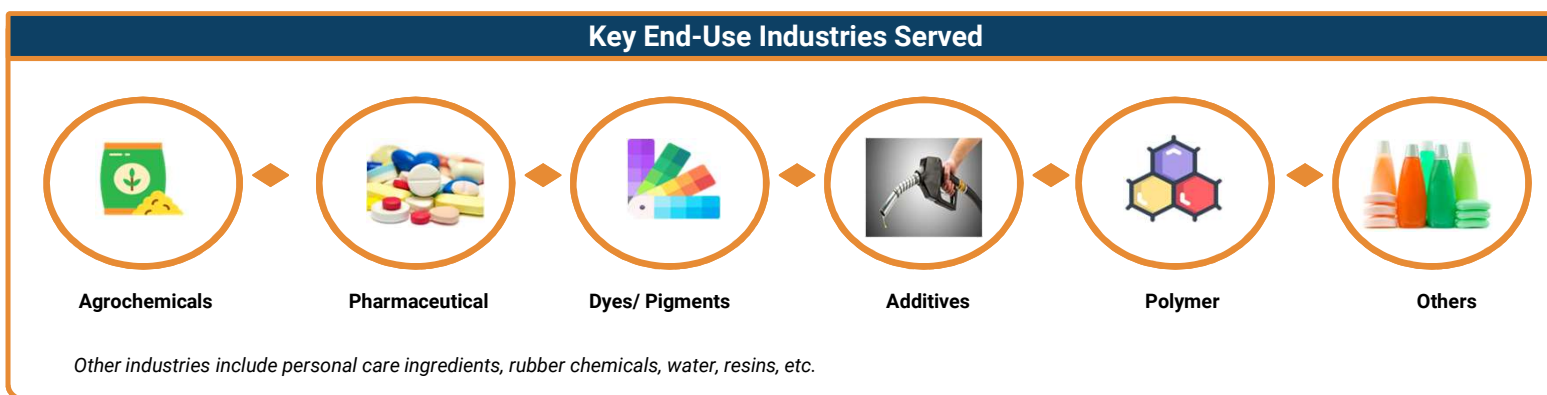 Key End-Use Industries Served
Agrochemicals
Pharmaceutical
Dyes/ Pigments
Additives
Polymer
Others
Other industries include personal care ingredients, rubber chemicals, water, resins, etc.